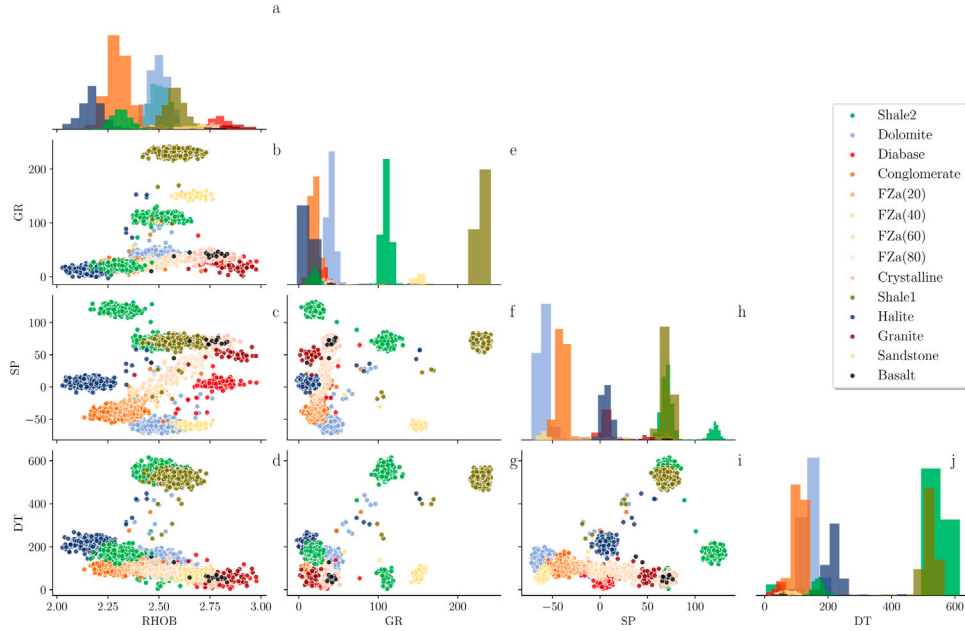 a
b
e
GR
200
100
0
c
f
h
SP
100
50
0
−50
d
g
i
j
DT
600
400
200
0
2.00 2.25 2.50 2.75 3.00
RHOB
0 100 200
GR
−50 0 50 100
SP
0 200 400 600
DT
Shale2
Dolomite
Diabase
Conglomerate
FZa(20)
FZa(40)
FZa(60)
FZa(80)
Crystalline
Shale1
Halite
Granite
Sandstone
Basalt